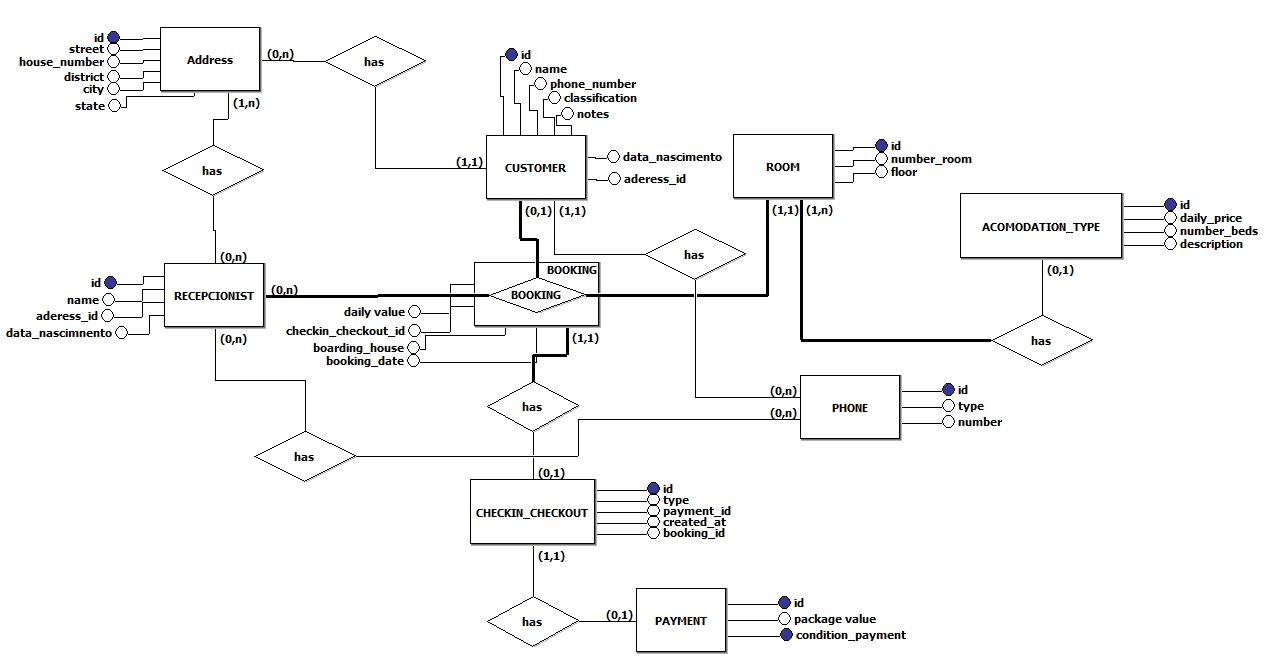 id
street
house_number
district
city
state
Address
(0,n)
(1,n)
has
has
id
name
phone_number
classification
notes
CUSTOMER
(1,1)
data_nascimento
aderess_id
(0,1)
(1,1)
ROOM
id
number_room
floor
(1,1)
(1,n)
ACOMODATION_TYPE
id
daily_price
number_beds
description
(0,1)
has
has
id
name
aderess_id
data_nascimnento
RECEPCIONIST
(0,n)
(0,n)
(0,n)
BOOKING
BOOKING
daily value
checkin_checkout_id
boarding_house
booking_date
(1,1)
has
has
PHONE
(0,n)
(0,n)
id
type
number
(0,1)
CHECKIN_CHECKOUT
id
type
payment_id
created_at
booking_id
(1,1)
has
(0,1)
PAYMENT
id
package value
condition_payment